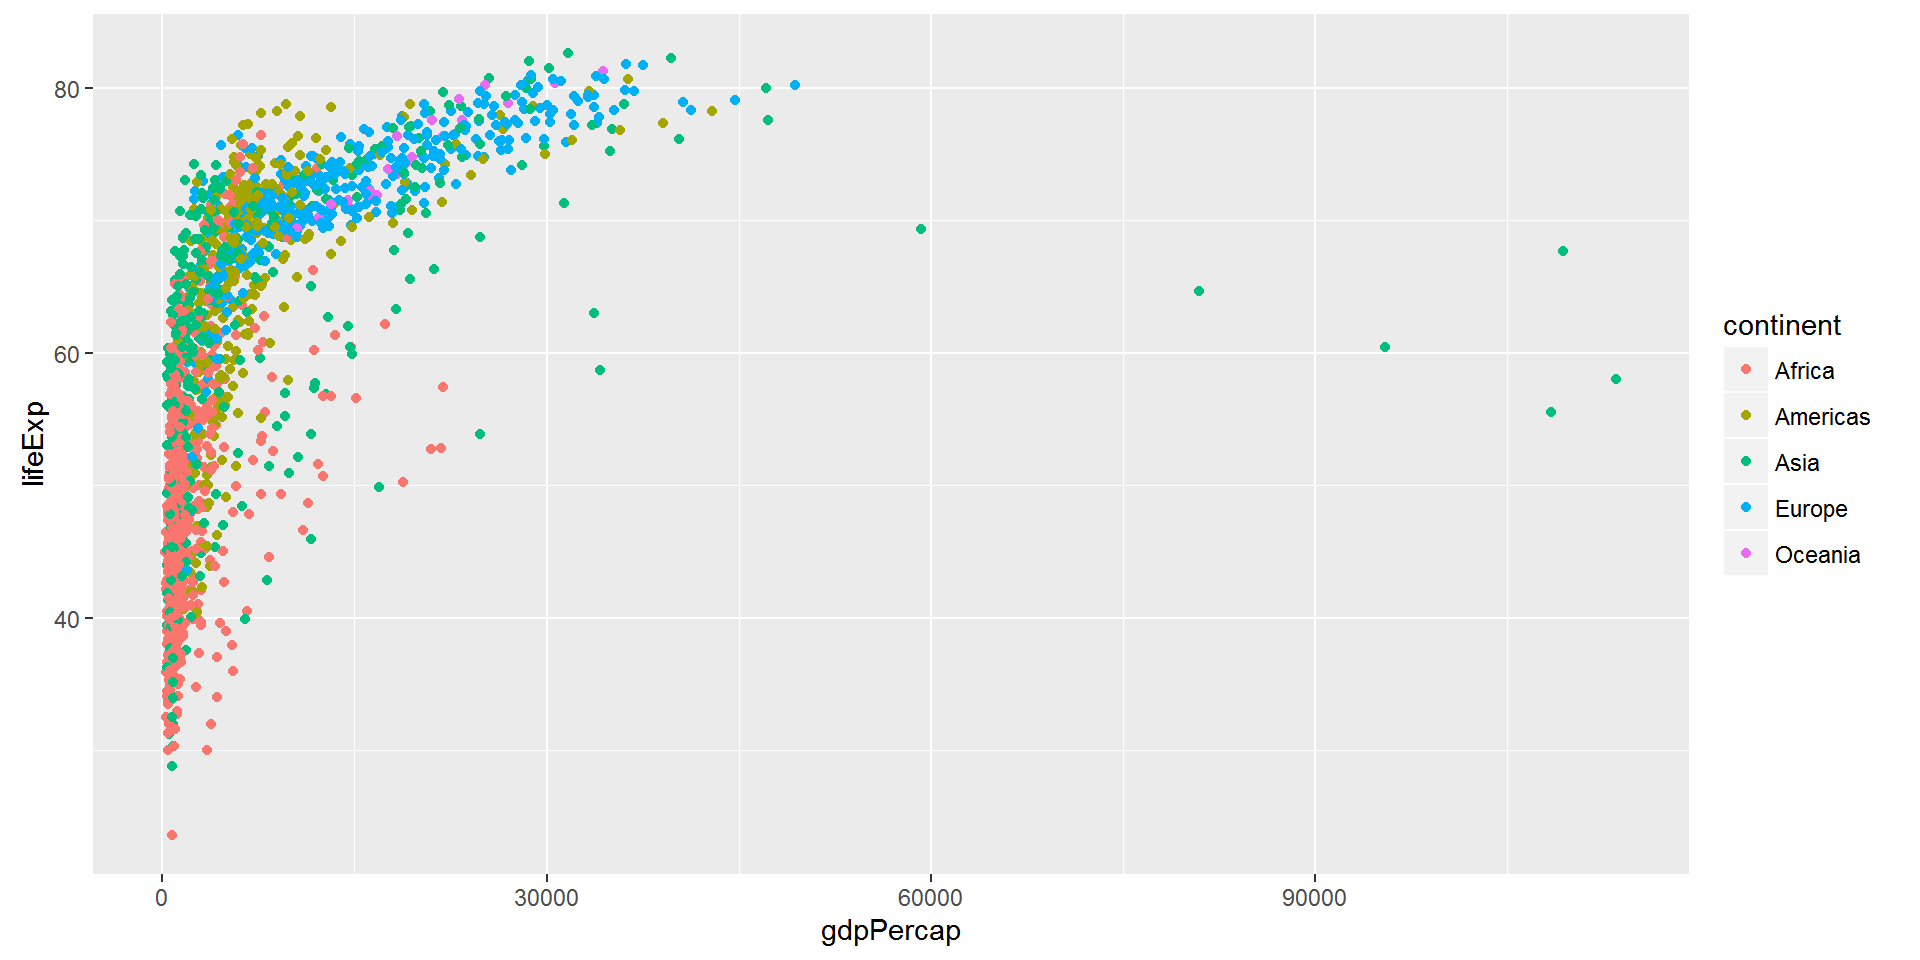 80
60
40
lifeExp
0 30000 60000 90000
gdpPercap
continent
Africa
Americas
Asia
Europe
Oceania